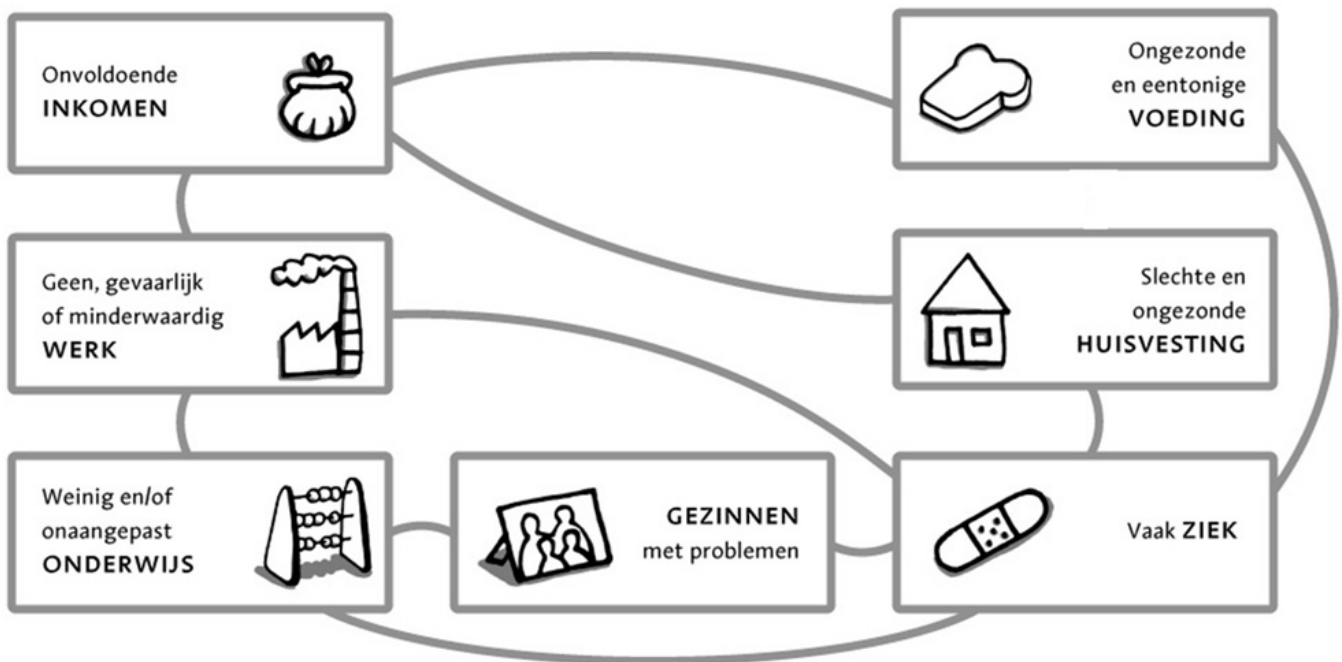 Onvoldoende
INKOMEN
Ongezonde
en eentonige
VOEDING
Geen, gevaarlijk
of minderwaardig
WERK
Slechte en
ongezonde
HUISVESTING
Weinig en/of
onaangepast
ONDERWIJS
GEZINNEN
met problemen
Vaak ZIEK